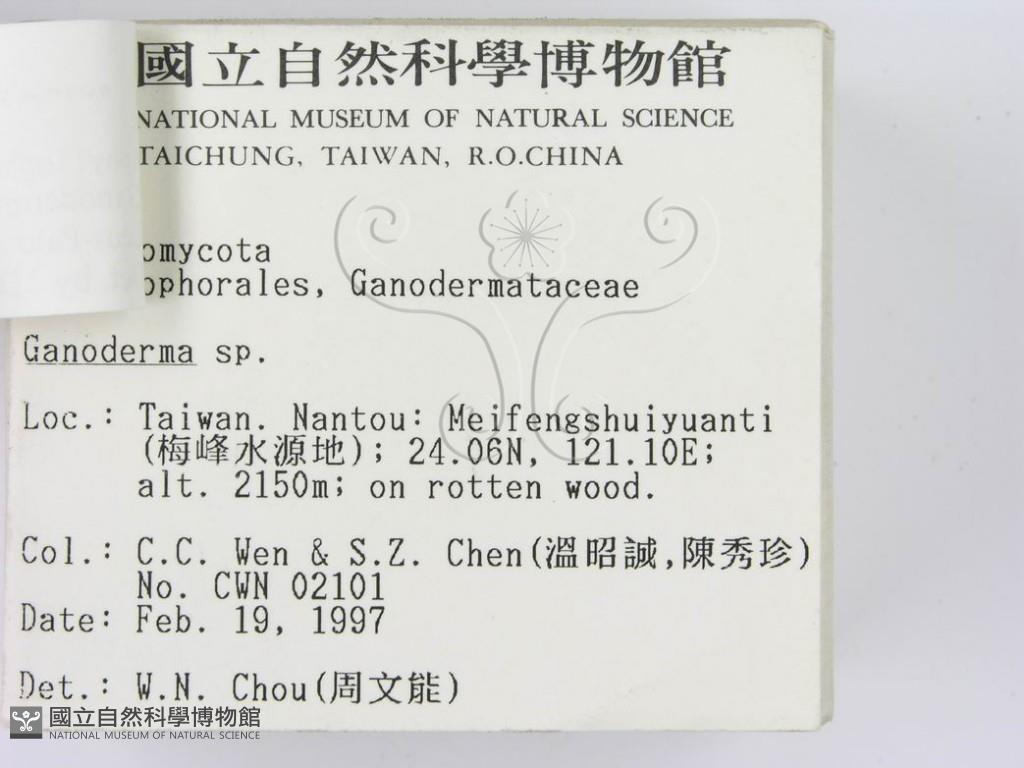 國立自然科學博物館
NATIONAL MUSEUM OF NATURAL SCIENCE
TAICHUNG, TAIWAN, R.O.CHINA
omycota
ophorales, Ganodermataceae
Ganoderma sp.
Loc.: Taiwan. Nantou: Meifengshuiyuanti
(梅峰水源地); 24.06N, 121.10E;
alt. 2150m; on rotten wood.
Col.: C.C. Wen & S.Z. Chen(溫昭誠,陳秀珍)
No. CWN 02101
Date: Feb. 19, 1997
Det.: W.N. Chou(周文能)
國立自然科學博物館
NATIONAL MUSEUM OF NATURAL SCIENCE